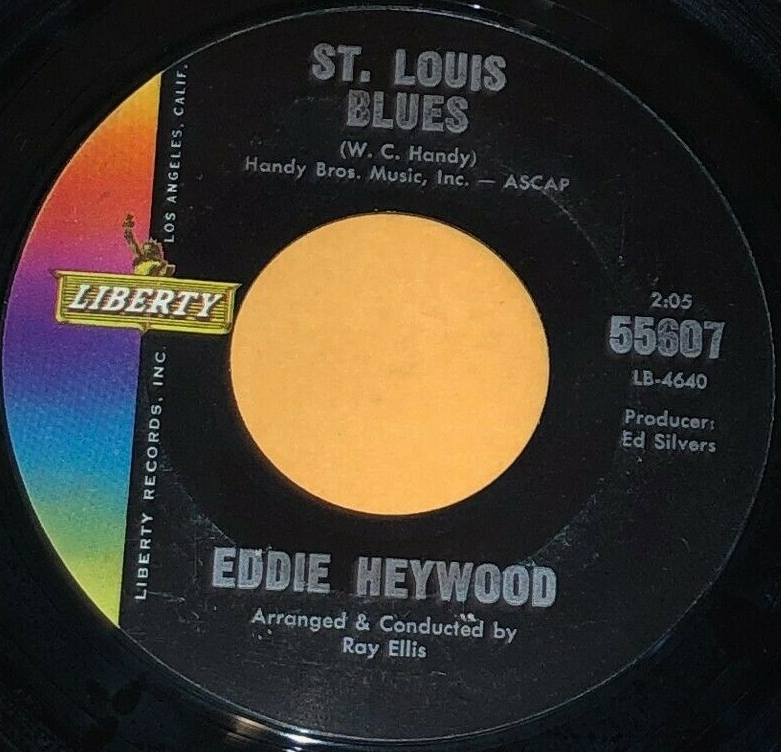 ST. LOUIS
BLUES
(W. C. Handy)
Handy Bros. Music, Inc. — ASCAP
LOS ANGELES, CALIF.
LIBERTY
LIBERTY RECORDS, INC.
2:05
55607
LB-4640
Producer:
Ed Silvers
EDDIE HEYWOOD
Arranged & Conducted by
Ray Ellis